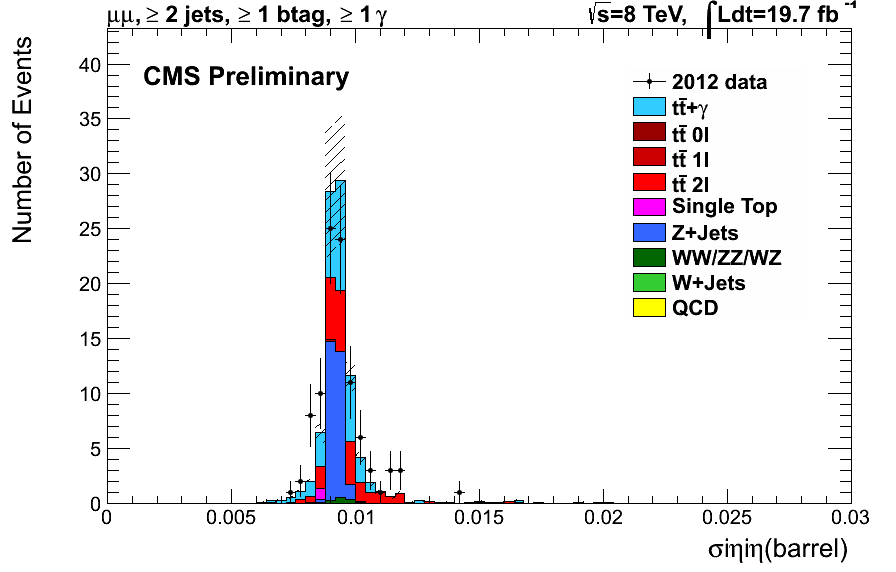 μμ, ≥ 2 jets, ≥ 1 btag, ≥ 1 γ
√s=8 TeV, ∫Ldt=19.7 fb⁻¹
Number of Events
CMS Preliminary
2012 data
tt̄+γ
tt̄ 0l
tt̄ 1l
tt̄ 2l
Single Top
Z+Jets
WW/ZZ/WZ
W+Jets
QCD
40
35
30
25
20
15
10
5
0
0 0.005 0.01 0.015 0.02 0.025 0.03
σiηiη(barrel)